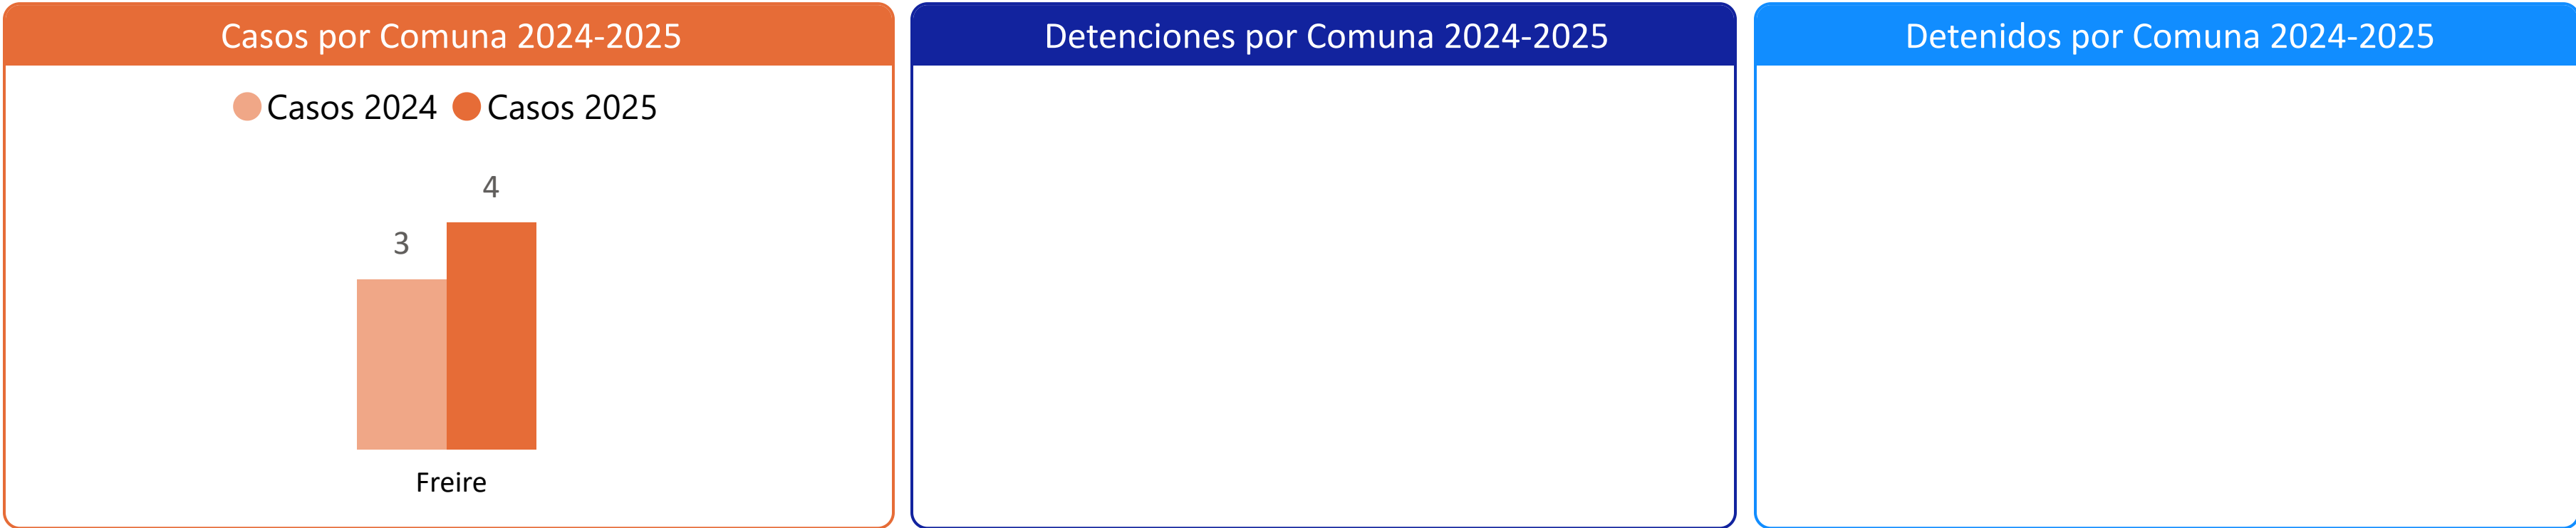 Casos por Comuna 2024-2025
Casos 2024 Casos 2025
4
3
Freire
Detenciones por Comuna 2024-2025
Detenidos por Comuna 2024-2025